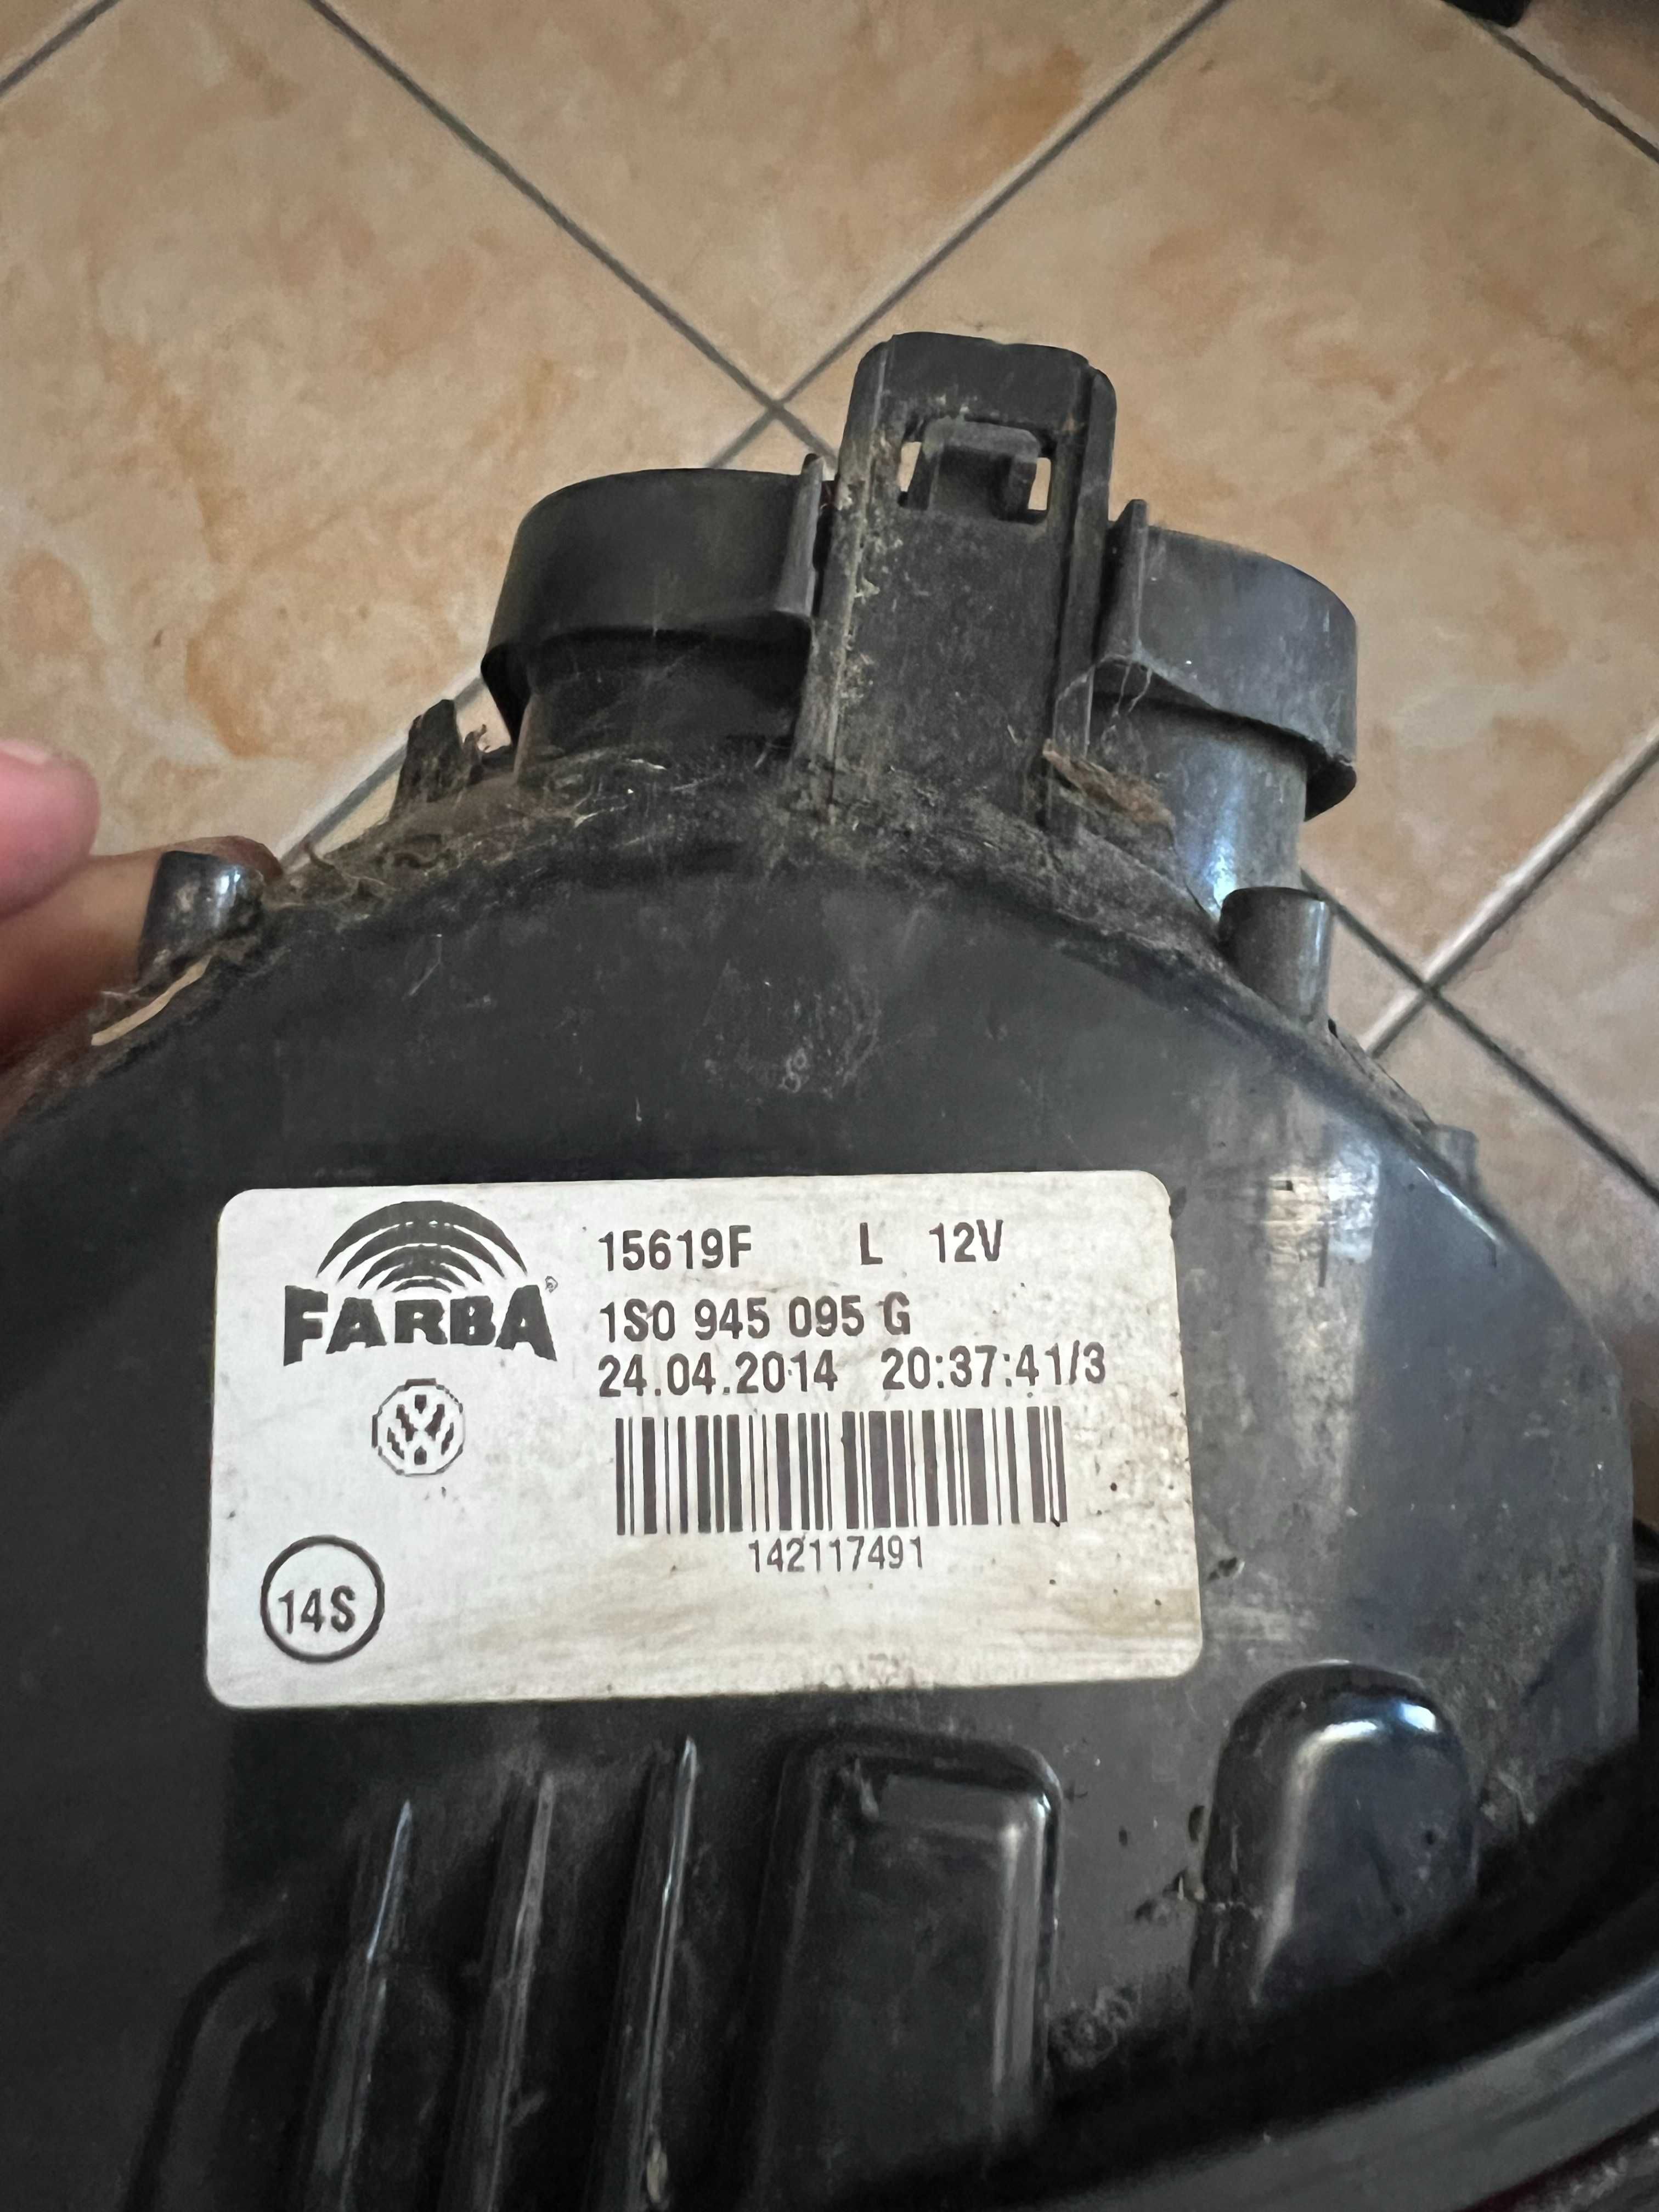 FARBA®
15619F L 12V
1S0 945 095 G
24.04.2014 20:37:41/3
142117491
14S